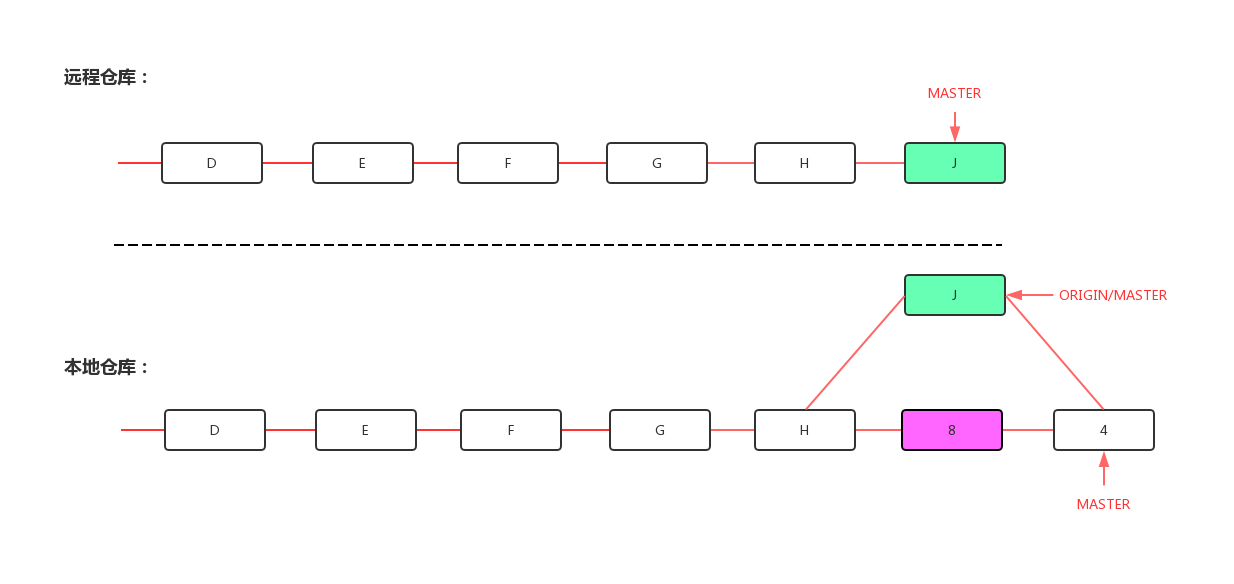 远程仓库：
MASTER
D E F G H J
J ORIGIN/MASTER
本地仓库：
D E F G H 8 4
MASTER